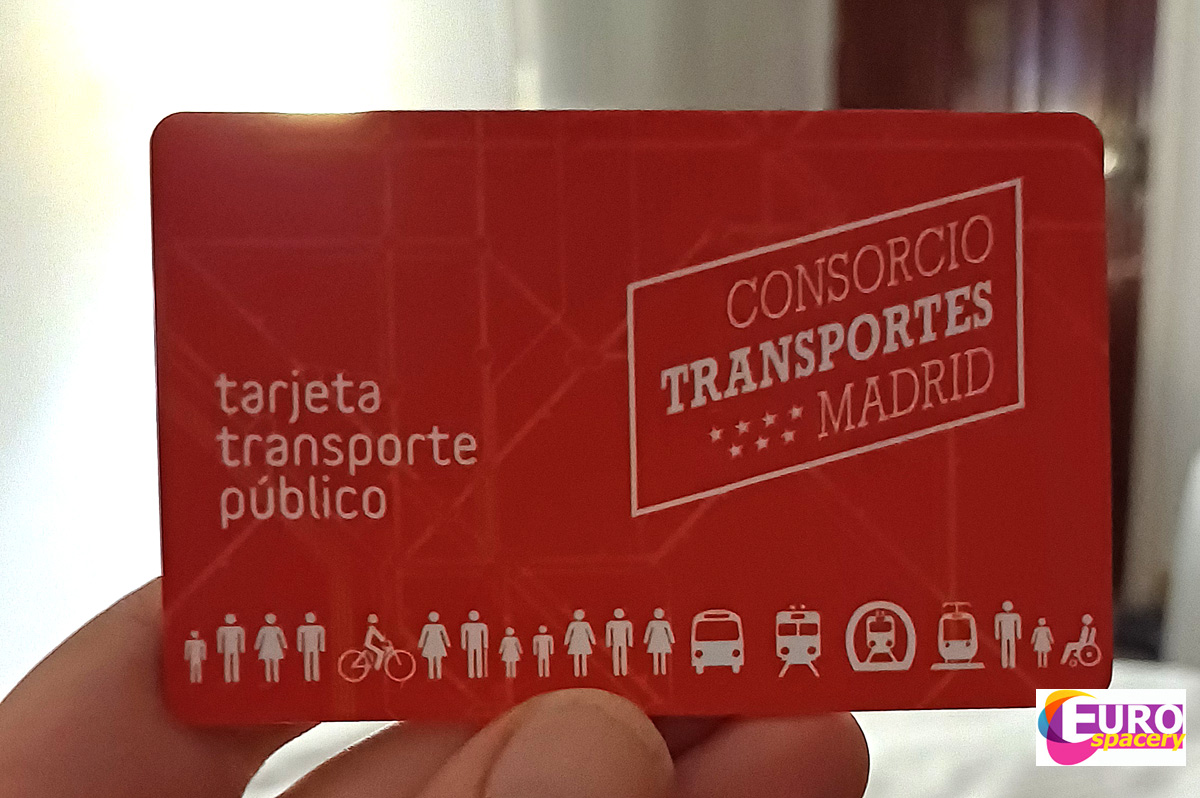 tarjeta
transporte
público
CONSORCIO
TRANSPORTES
MADRID
EURO
spacery